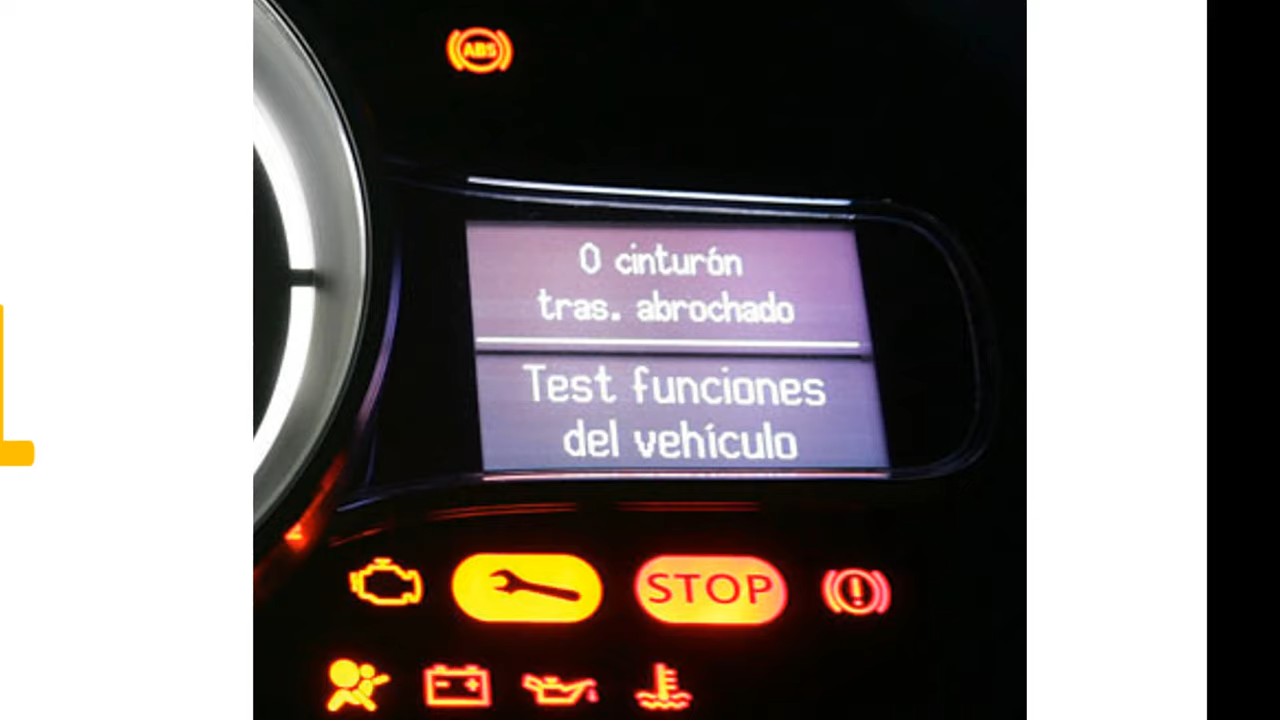 ABS
0 cinturón
tras. abrochado
Test funciones
del vehículo
STOP